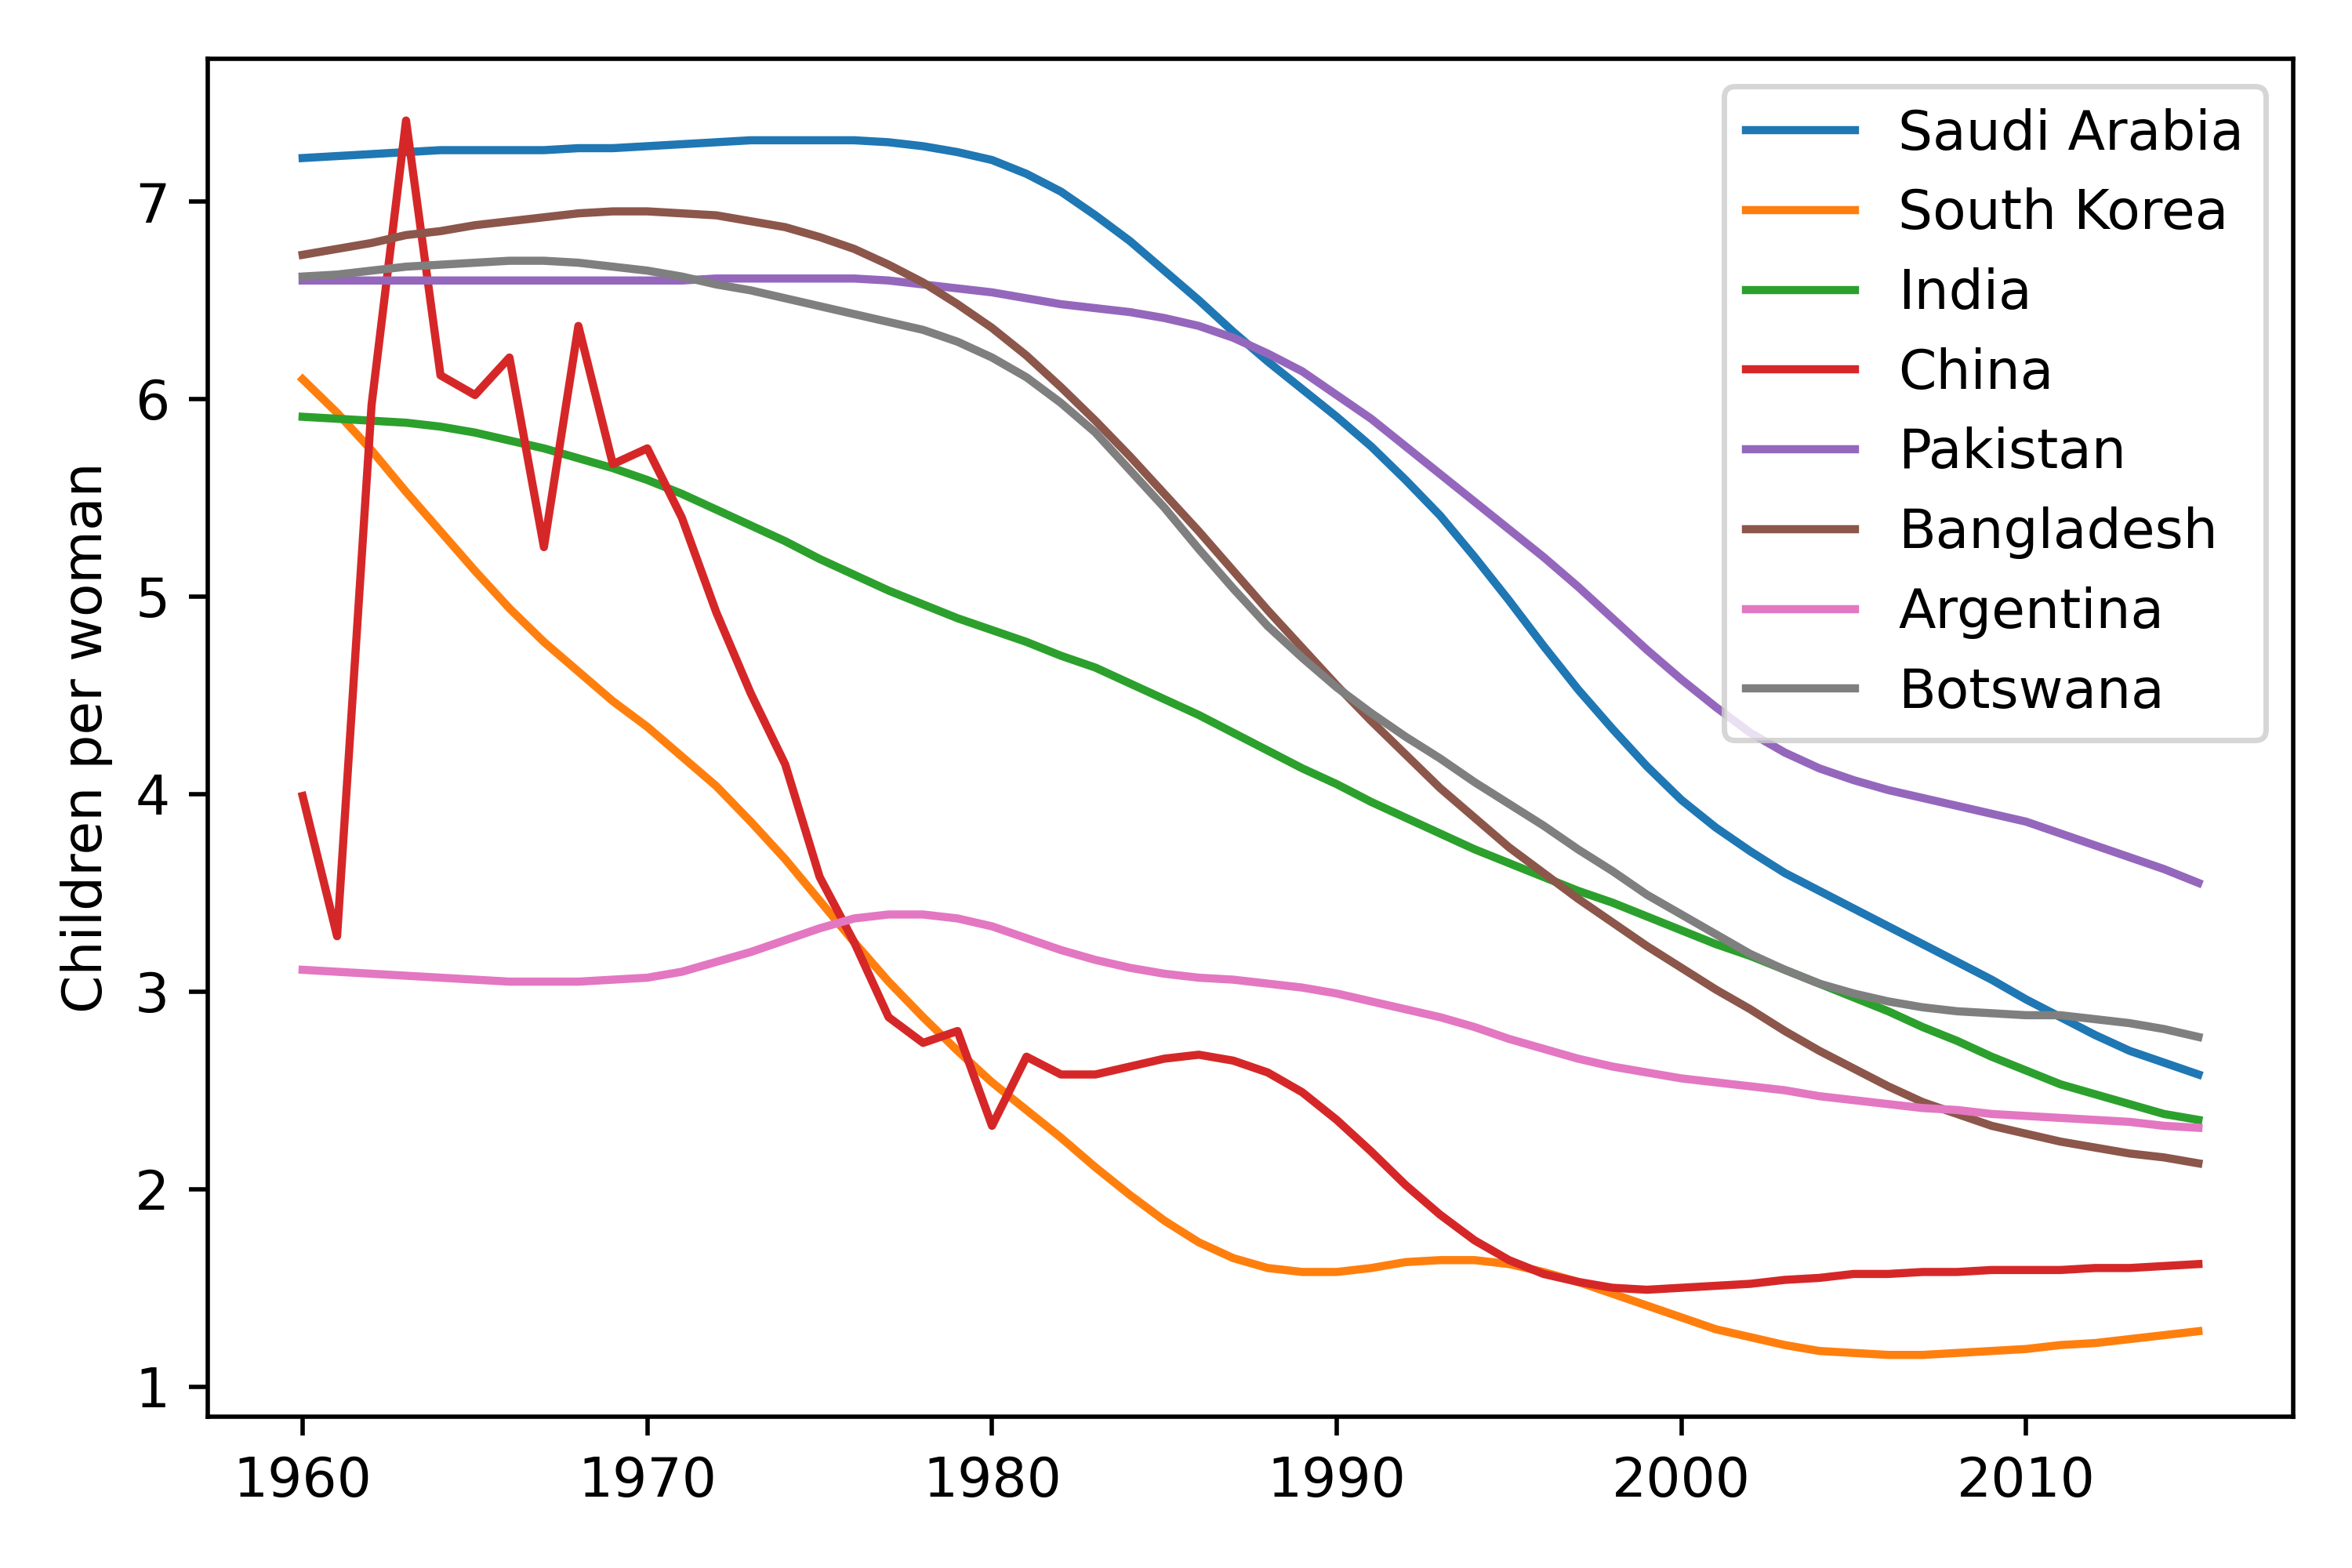 Children per woman
7
6
5
4
3
2
1
1960 1970 1980 1990 2000 2010
Saudi Arabia
South Korea
India
China
Pakistan
Bangladesh
Argentina
Botswana